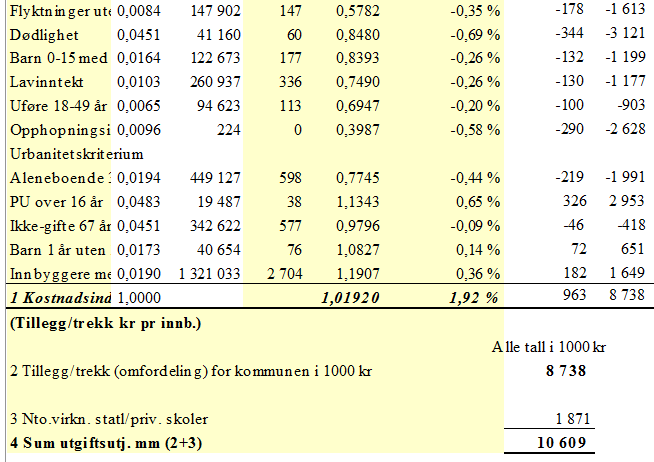 Flyktninger ute 0,0084 147 902 147 0,5782 -0,35 % -178 -1 613
Dødlighet 0,0451 41 160 60 0,8480 -0,69 % -344 -3 121
Barn 0-15 med 0,0164 122 673 177 0,8393 -0,26 % -132 -1 199
Lavinntekt 0,0103 260 937 336 0,7490 -0,26 % -130 -1 177
Uføre 18-49 år 0,0065 94 623 113 0,6947 -0,20 % -100 -903
Opphopningsi 0,0096 224 0 0,3987 -0,58 % -290 -2 628
Urbanitetskriterium
Aleneboende 0,0194 449 127 598 0,7745 -0,44 % -219 -1 991
PU over 16 år 0,0483 19 487 38 1,1343 0,65 % 326 2 953
Ikke-gifte 67 år 0,0451 342 622 577 0,9796 -0,09 % -46 -418
Barn 1 år uten 0,0173 40 654 76 1,0827 0,14 % 72 651
Innbyggere me 0,0190 1 321 033 2 704 1,1907 0,36 % 182 1 649
1 Kostnadsind 1,0000 1,01920 1,92 % 963 8 738
(Tillegg/trekk kr pr innb.)
Alle tall i 1000 kr
2 Tillegg/trekk (omfordeling) for kommunen i 1000 kr 8 738
3 Nto.virkn. statl/priv. skoler 1 871
4 Sum utgiftsutj. mm (2+3) 10 609